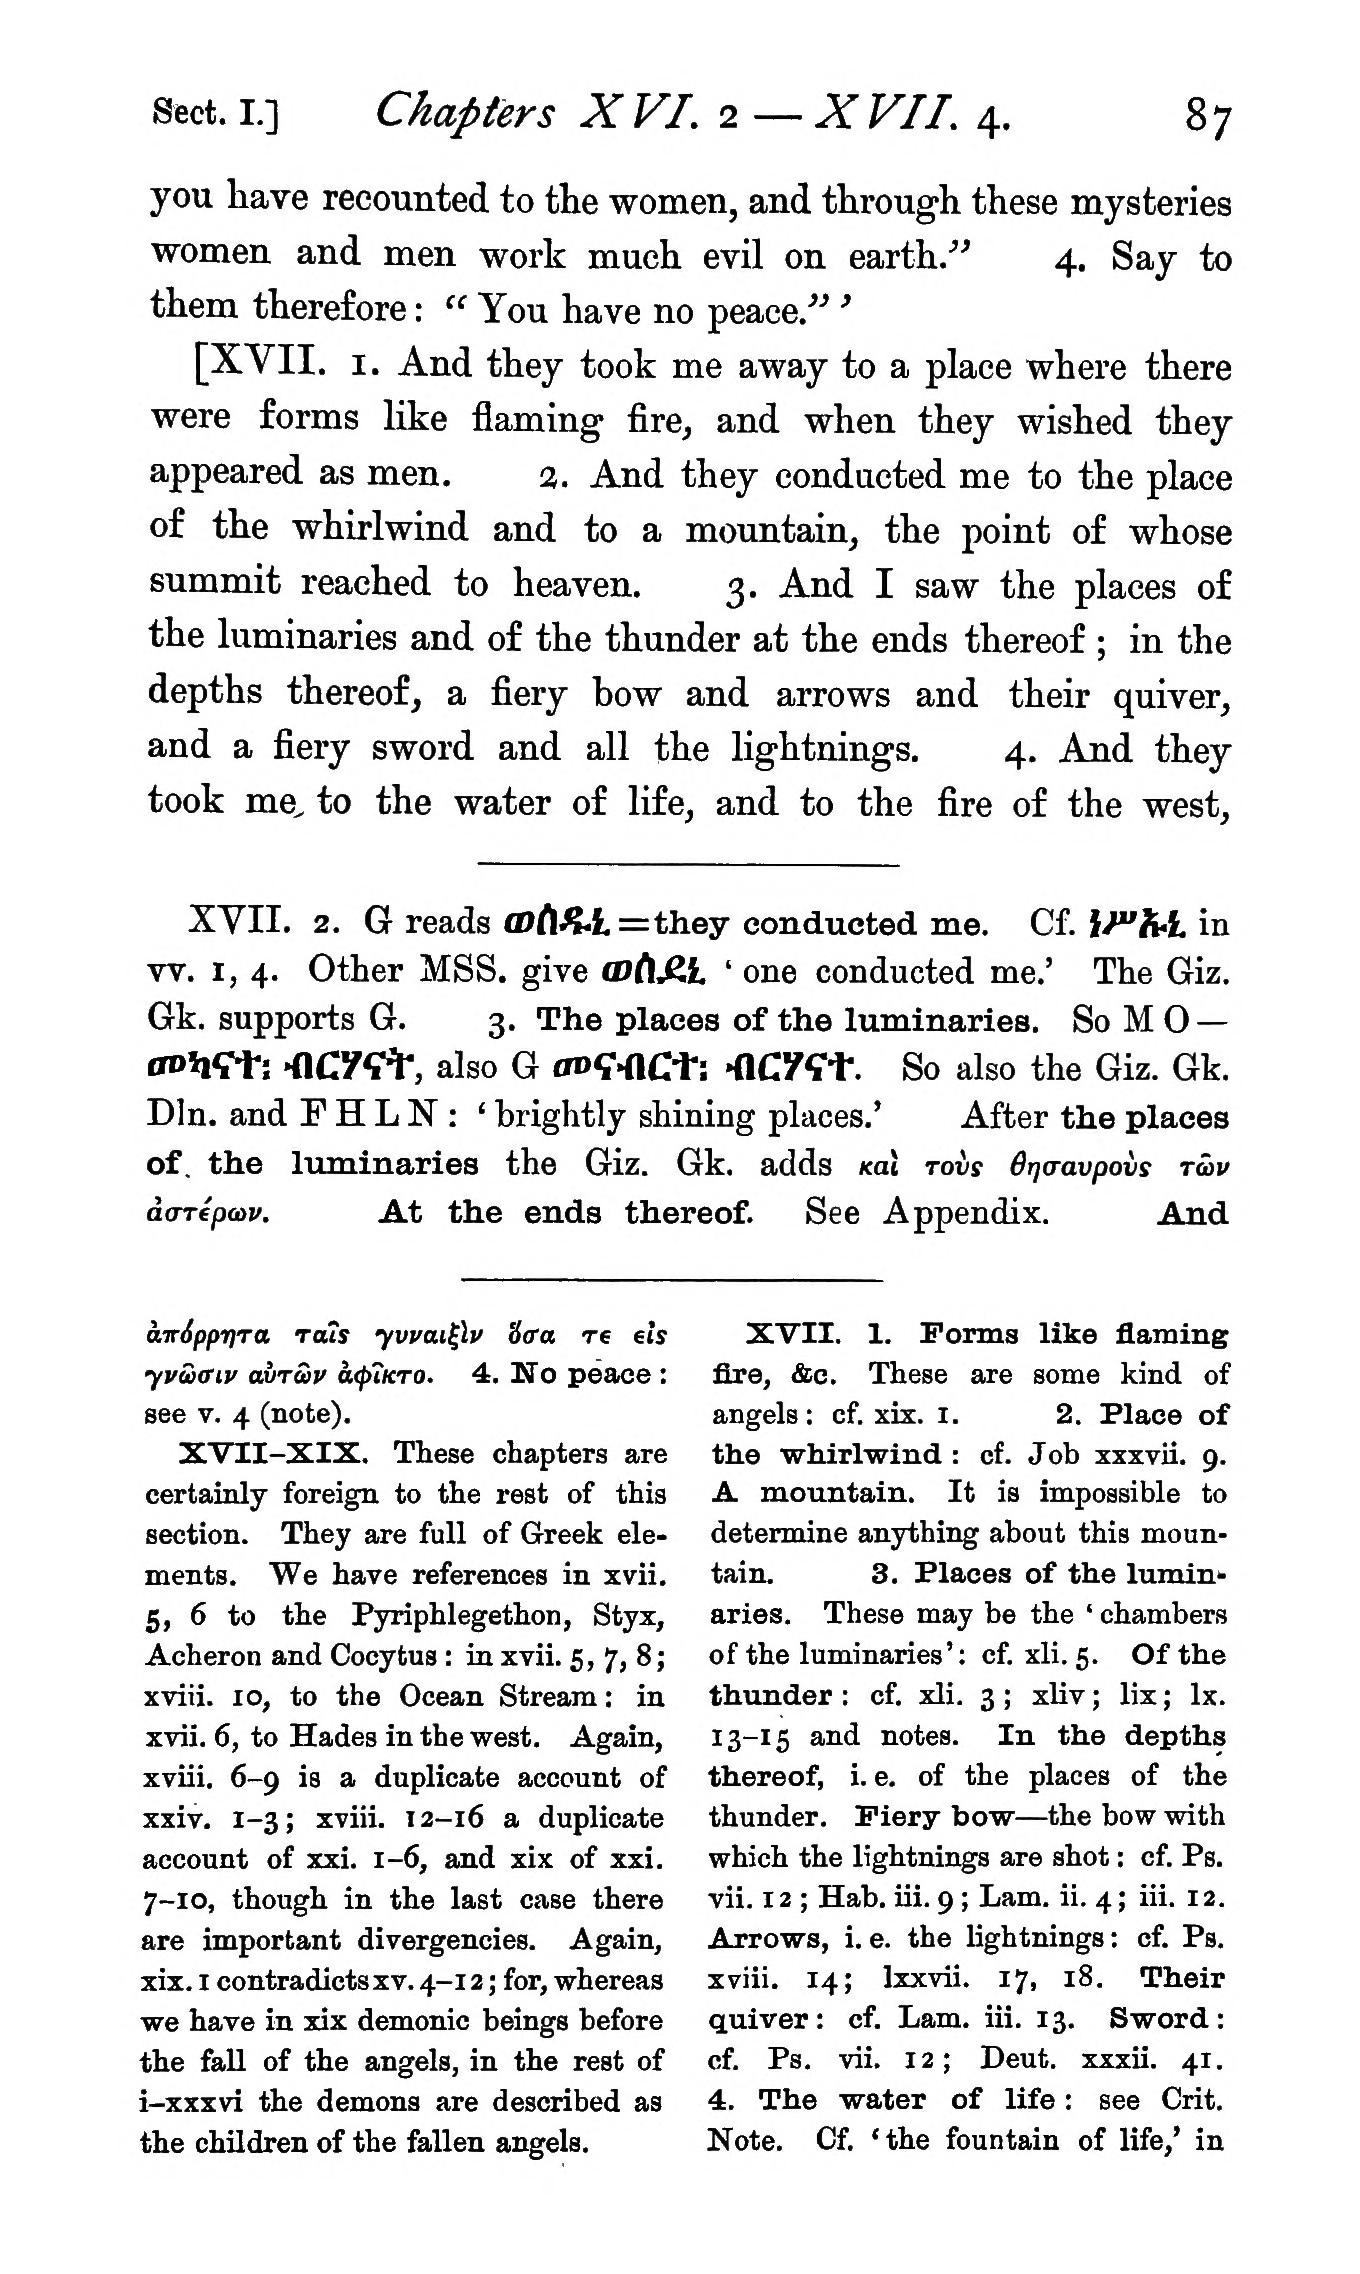 Sect. I.] Chapters XVI. 2 — XVII. 4. 87
you have recounted to the women, and through these mysteries
women and men work much evil on earth.” 4. Say to
them therefore: “You have no peace.” ’
[XVII. 1. And they took me away to a place where there
were forms like flaming fire, and when they wished they
appeared as men. 2. And they conducted me to the place
of the whirlwind and to a mountain, the point of whose
summit reached to heaven. 3. And I saw the places of
the luminaries and of the thunder at the ends thereof; in the
depths thereof, a fiery bow and arrows and their quiver,
and a fiery sword and all the lightnings. 4. And they
took me to the water of life, and to the fire of the west,
XVII. 2. G reads ወሰዱኒ = they conducted me. Cf. ነሥኡኒ in
vv. 1, 4. Other MSS. give ወሰደኒ ‘one conducted me.’ The Giz.
Gk. supports G. 3. The places of the luminaries. So M O—
መካናተ፡ ብርሃናት, also G መናብርተ፡ ብርሃናት. So also the Giz. Gk.
Dln. and F H L N: ‘brightly shining places.’ After the places
of the luminaries the Giz. Gk. adds καὶ τοὺς θησαυροὺς τῶν
ἀστέρων. At the ends thereof. See Appendix. And
ἀπόρρητα ταῖς γυναιξὶν ὅσα τε εἰς
γνῶσιν αὐτῶν ἀφῖκτο. 4. No peace:
see v. 4 (note).
XVII–XIX. These chapters are
certainly foreign to the rest of this
section. They are full of Greek ele-
ments. We have references in xvii.
5, 6 to the Pyriphlegethon, Styx,
Acheron and Cocytus: in xvii. 5, 7, 8;
xviii. 10, to the Ocean Stream: in
xvii. 6, to Hades in the west. Again,
xviii. 6–9 is a duplicate account of
xxiv. 1–3; xviii. 12–16 a duplicate
account of xxi. 1–6, and xix of xxi.
7–10, though in the last case there
are important divergencies. Again,
xix. 1 contradicts xv. 4–12; for, whereas
we have in xix demonic beings before
the fall of the angels, in the rest of
i–xxxvi the demons are described as
the children of the fallen angels.
XVII. 1. Forms like flaming
fire, &c. These are some kind of
angels: cf. xix. 1. 2. Place of
the whirlwind: cf. Job xxxvii. 9.
A mountain. It is impossible to
determine anything about this moun-
tain. 3. Places of the lumin-
aries. These may be the ‘chambers
of the luminaries’: cf. xli. 5. Of the
thunder: cf. xli. 3; xliv; lix; lx.
13–15 and notes. In the depths
thereof, i. e. of the places of the
thunder. Fiery bow—the bow with
which the lightnings are shot: cf. Ps.
vii. 12; Hab. iii. 9; Lam. ii. 4; iii. 12.
Arrows, i. e. the lightnings: cf. Ps.
xviii. 14; lxxvii. 17, 18. Their
quiver: cf. Lam. iii. 13. Sword:
cf. Ps. vii. 12; Deut. xxxii. 41.
4. The water of life: see Crit.
Note. Cf. ‘the fountain of life,’ in